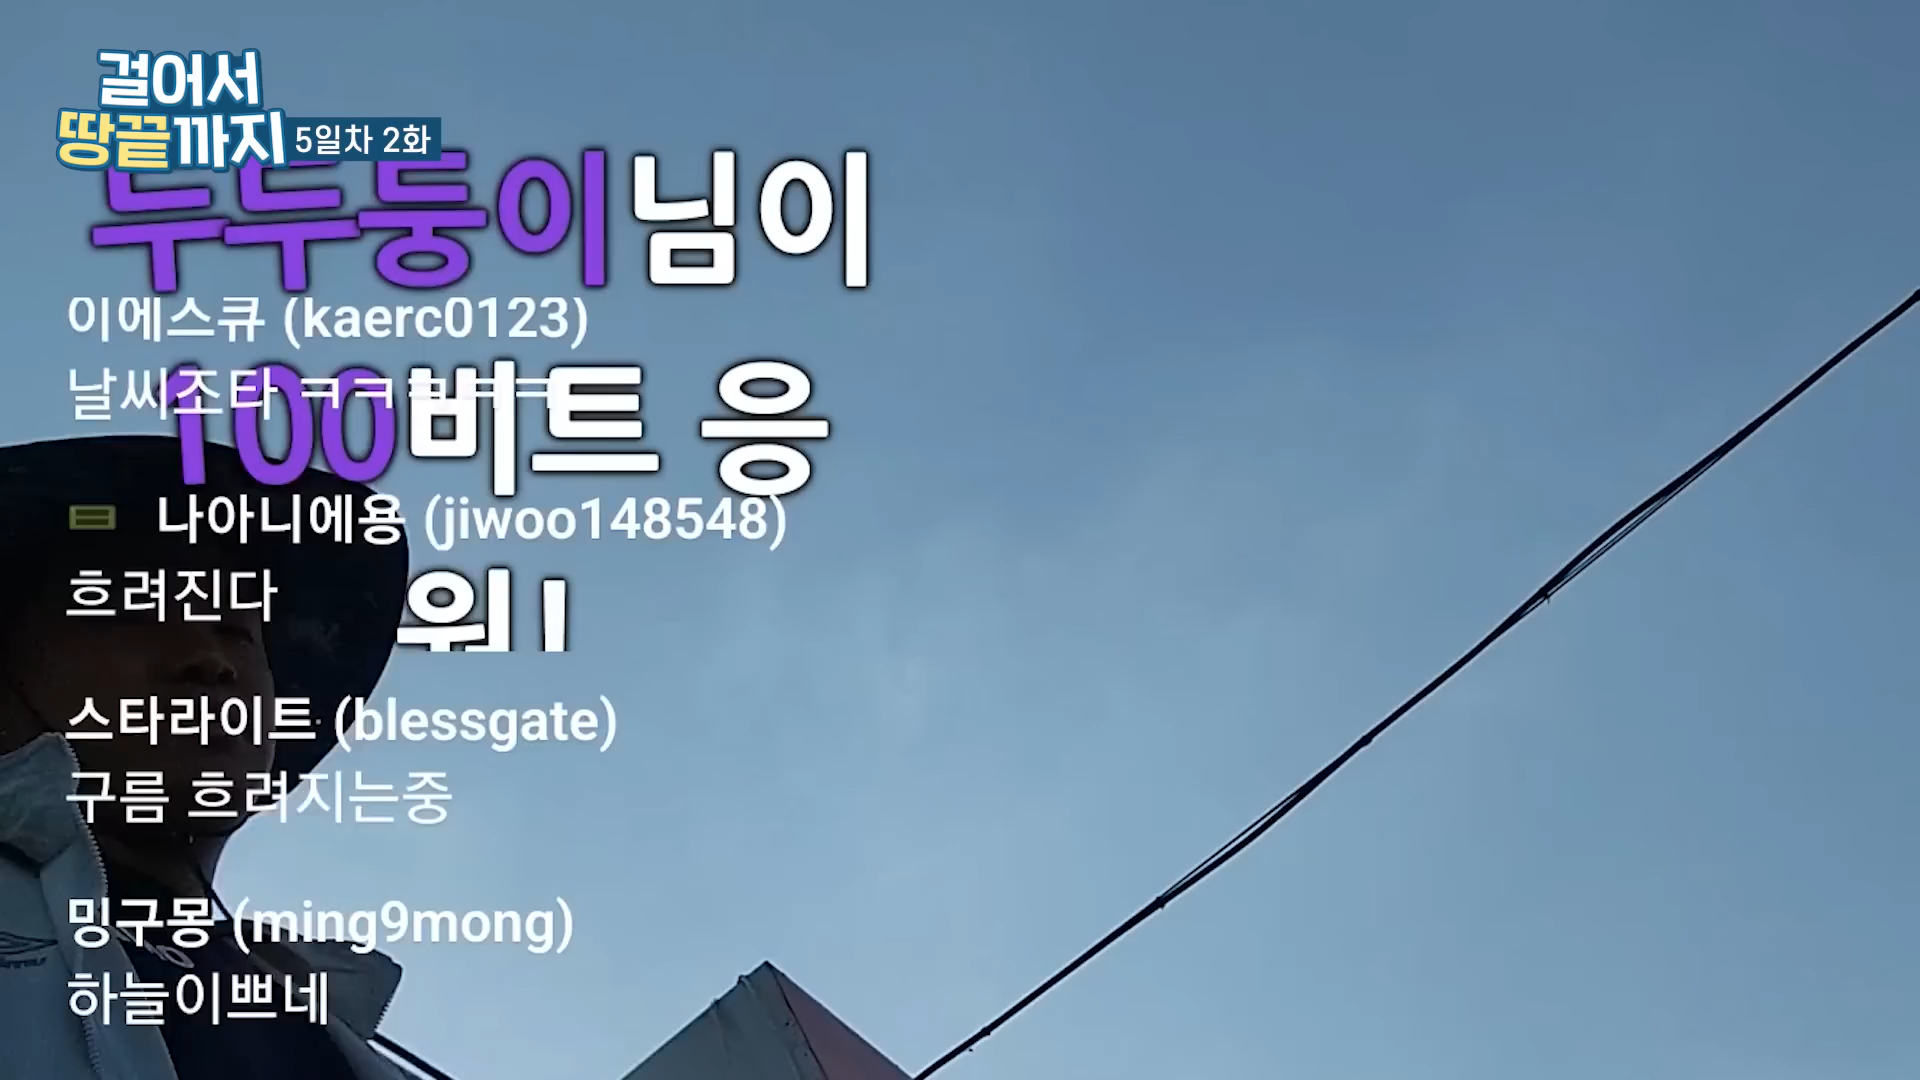 걸어서
땅끝까지 5일차 2화
두두둥이님이
이에스큐 (kaerc0123)
날씨조타 ㅋㅋㅋㅋㅋ
100비트 응
나아니에용 (jiwoo148548)
흐려진다
원!
스타라이트 (blessgate)
구름 흐려지는중
밍구몽 (ming9mong)
하늘이쁘네